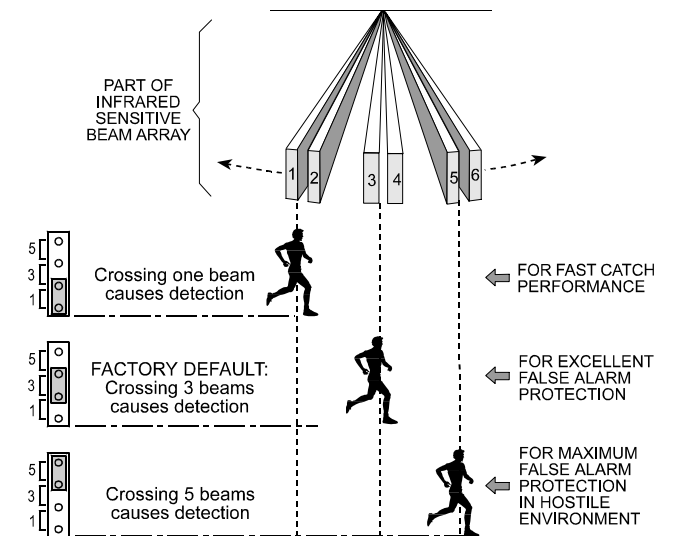 PART OF
INFRARED
SENSITIVE
BEAM ARRAY
1
2
3
4
5
6
5
3
1
Crossing one beam
causes detection
FOR FAST CATCH
PERFORMANCE
5
3
1
FACTORY DEFAULT:
Crossing 3 beams
causes detection
FOR EXCELLENT
FALSE ALARM
PROTECTION
5
3
1
Crossing 5 beams
causes detection
FOR MAXIMUM
FALSE ALARM
PROTECTION
IN HOSTILE
ENVIRONMENT